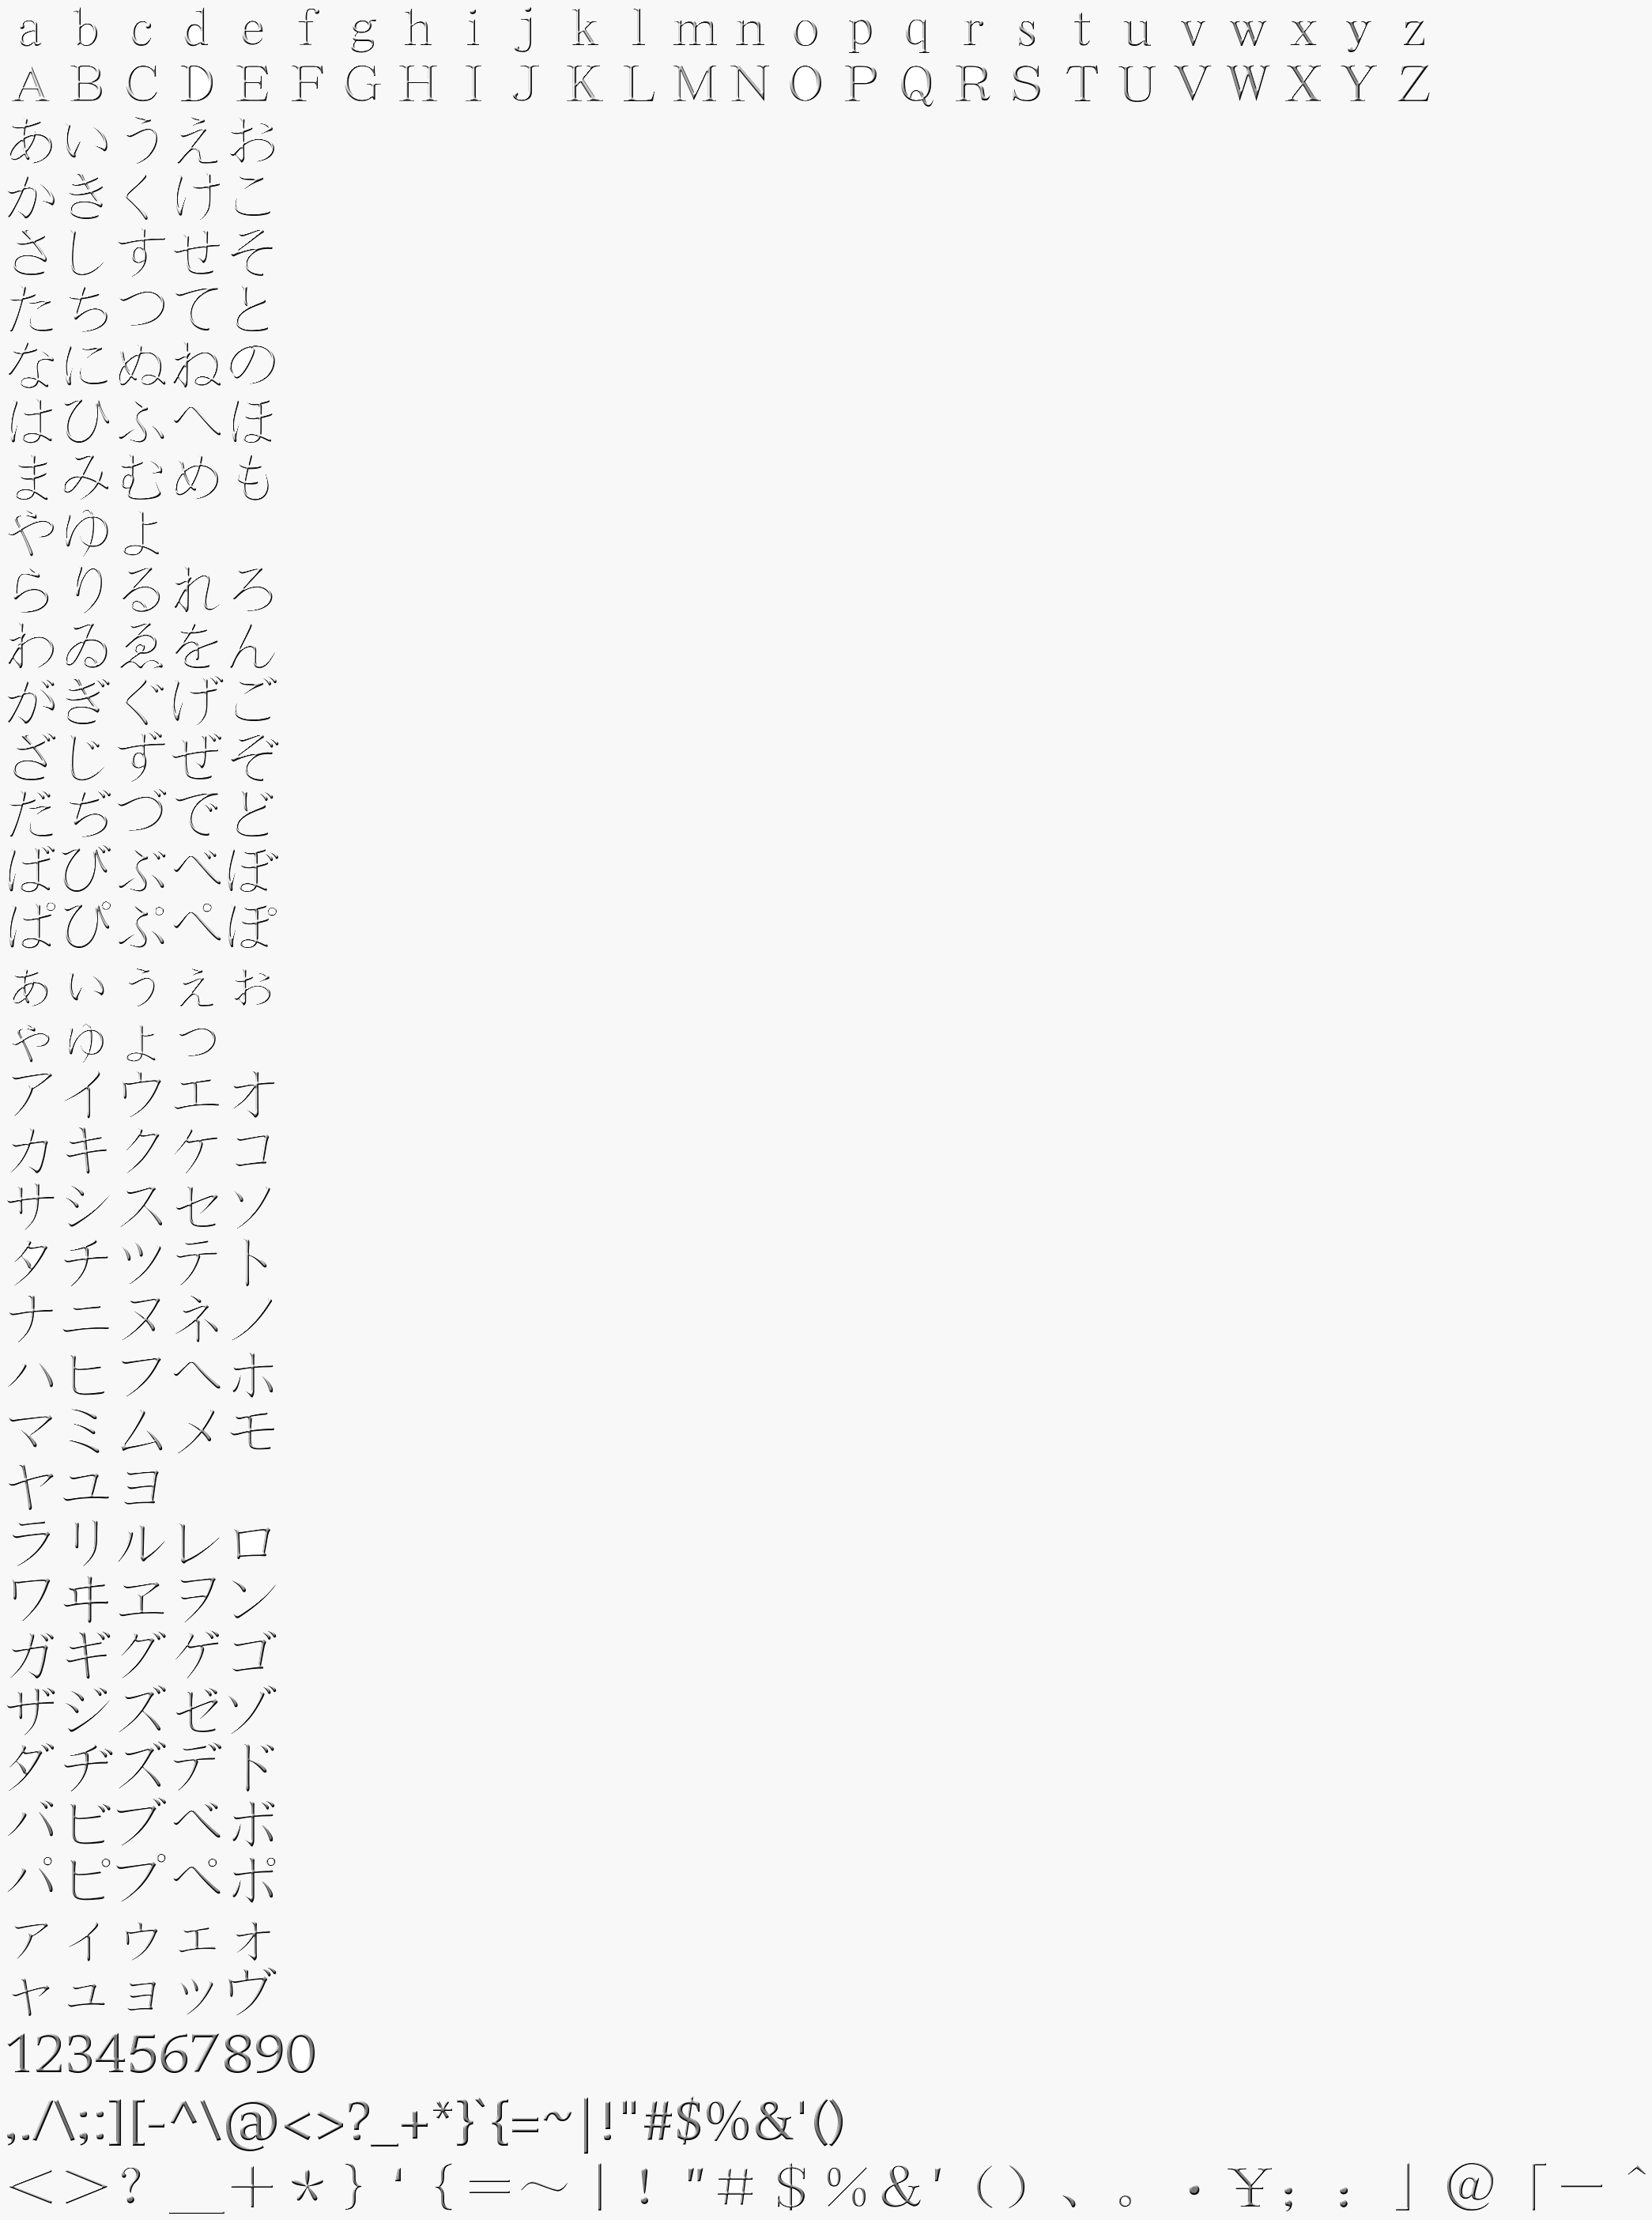 a b c d e f g h i j k l m n o p q r s t u v w x y z
A B C D E F G H I J K L M N O P Q R S T U V W X Y Z
あいうえお
かきくけこ
さしすせそ
たちつてと
なにぬねの
はひふへほ
まみむめも
やゆよ
らりるれろ
わゐゑをん
がぎぐげご
ざじずぜぞ
だぢづでど
ばびぶべぼ
ぱぴぷぺぽ
ぁぃぅぇぉ
ゃゅょっ
アイウエオ
カキクケコ
サシスセソ
タチツテト
ナニヌネノ
ハヒフヘホ
マミムメモ
ヤユヨ
ラリルレロ
ワヰヱヲン
ガギグゲゴ
ザジズゼゾ
ダヂズデド
バビブベボ
パピプペポ
ァィゥェォ
ャュョッヴ
1234567890
,./\;:][-^\@<>?_+*}`{=~|!"#$%&'()
<>?＿+*}‘{=~|!"#$%&'()、。・¥;:」@「ー^